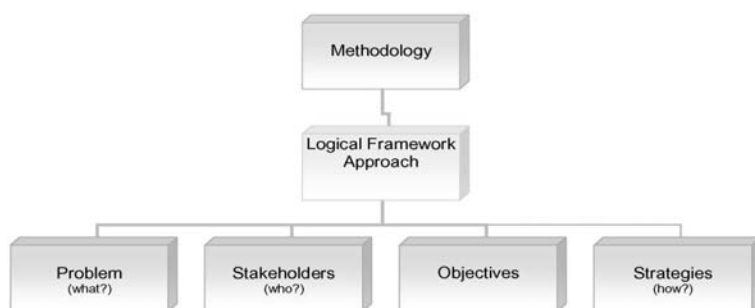 Methodology
Logical Framework
Approach
Problem
(what?)
Stakeholders
(who?)
Objectives
Strategies
(how?)